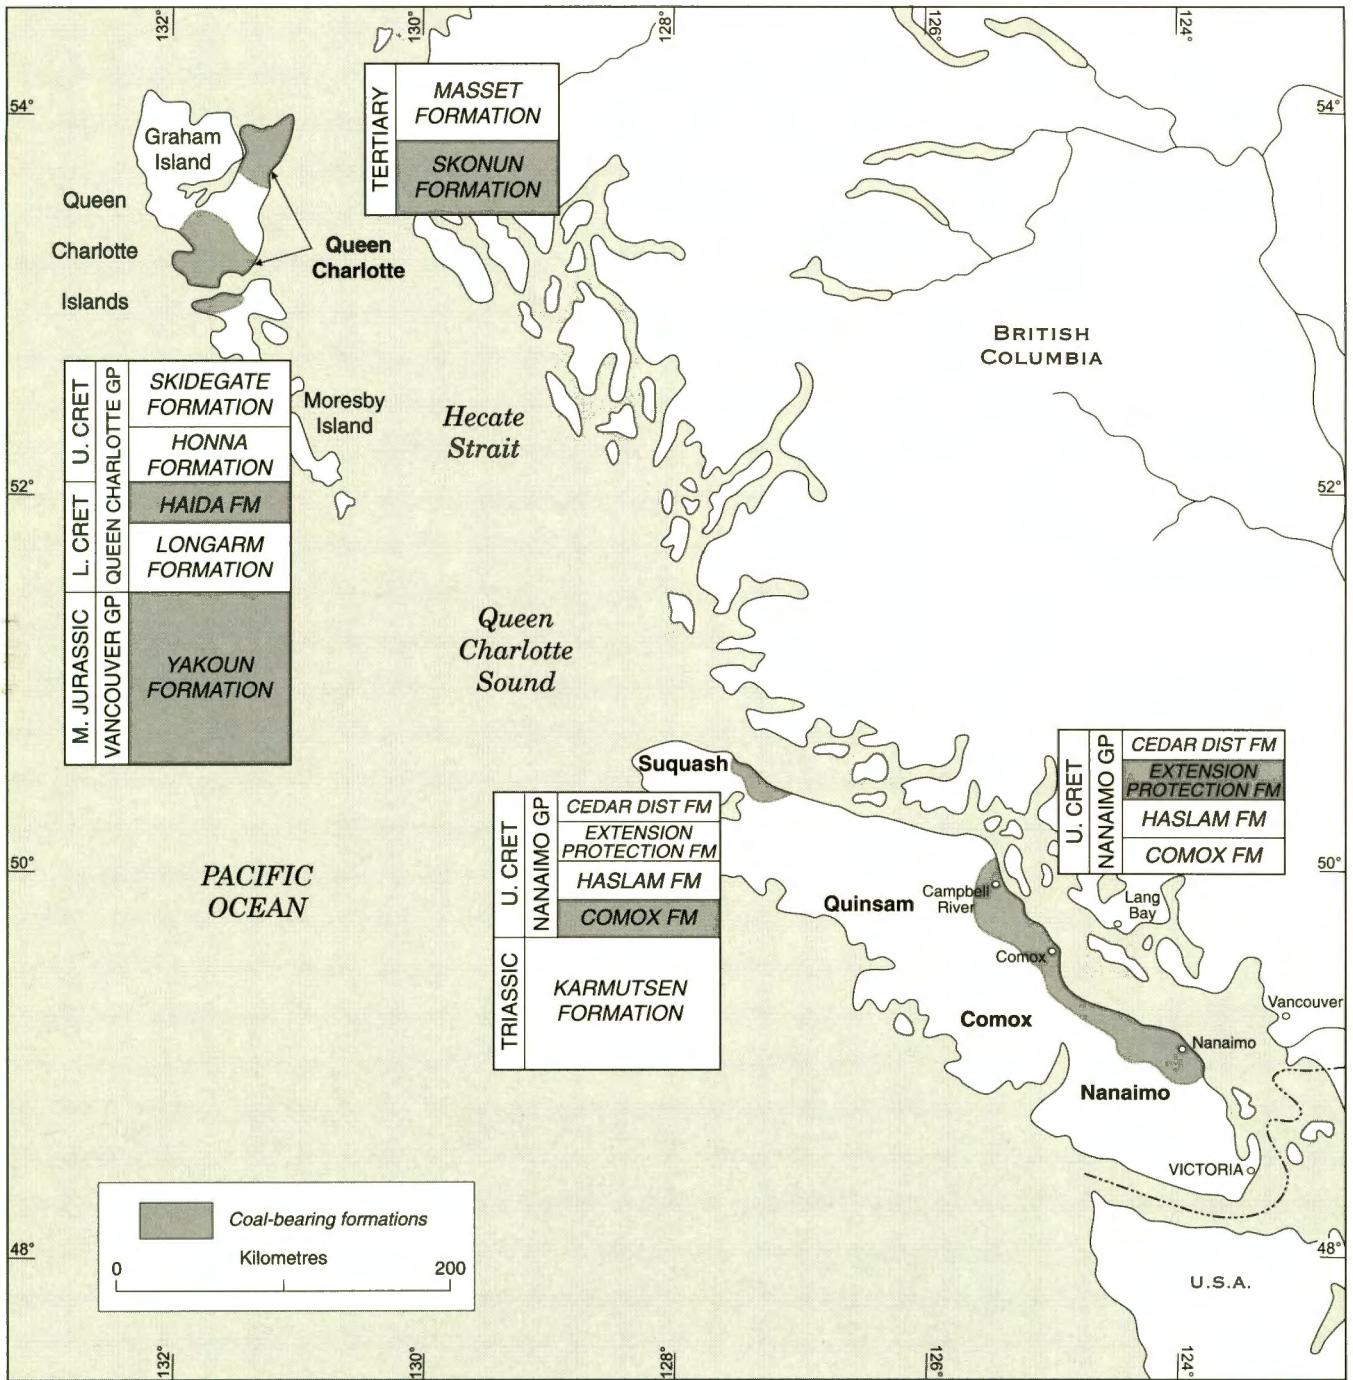 132°
130°
128°
126°
124°
54°
54°
Graham
Island
Queen
Charlotte
Islands
Queen
Charlotte
TERTIARY
MASSET
FORMATION
SKONUN
FORMATION
BRITISH
COLUMBIA
U. CRET
L. CRET
QUEEN CHARLOTTE GP
SKIDEGATE
FORMATION
HONNA
FORMATION
HAIDA FM
LONGARM
FORMATION
M. JURASSIC
VANCOUVER GP
YAKOUN
FORMATION
Moresby
Island
Hecate
Strait
52°
52°
Queen
Charlotte
Sound
Suquash
U. CRET
NANAIMO GP
CEDAR DIST FM
EXTENSION
PROTECTION FM
HASLAM FM
COMOX FM
TRIASSIC
KARMUTSEN
FORMATION
U. CRET
NANAIMO GP
CEDAR DIST FM
EXTENSION
PROTECTION FM
HASLAM FM
COMOX FM
50°
50°
PACIFIC
OCEAN
Quinsam
Campbell
River
Lang
Bay
Comox
Comox
Vancouver
Nanaimo
Nanaimo
VICTORIA
Coal-bearing formations
Kilometres
0
200
48°
48°
U.S.A.
132°
130°
128°
126°
124°